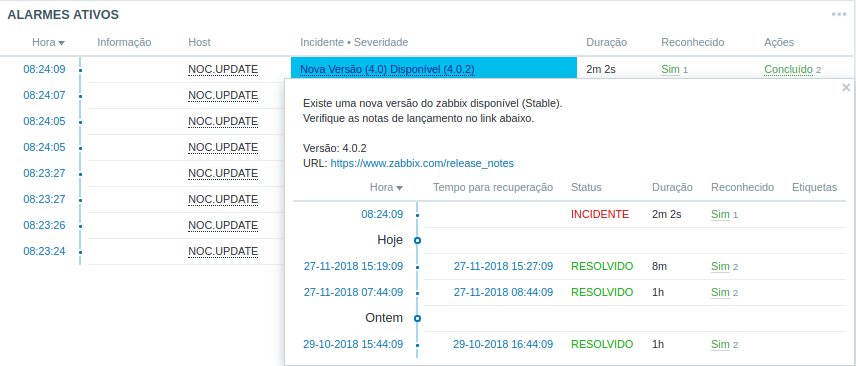 ALARMES ATIVOS
Hora Informação Host Incidente • Severidade Duração Reconhecido Ações
08:24:09 NOC.UPDATE Nova Versão (4.0) Disponível (4.0.2) 2m 2s Sim 1 Concluído 2
08:24:07 NOC.UPDATE
08:24:05 NOC.UPDATE
08:24:05 NOC.UPDATE
08:23:27 NOC.UPDATE
08:23:27 NOC.UPDATE
08:23:26 NOC.UPDATE
08:23:24 NOC.UPDATE
Existe uma nova versão do zabbix disponível (Stable).
Verifique as notas de lançamento no link abaixo.
Versão: 4.0.2
URL: https://www.zabbix.com/release_notes
Hora Tempo para recuperação Status Duração Reconhecido Etiquetas
08:24:09 INCIDENTE 2m 2s Sim 1
Hoje
27-11-2018 15:19:09 27-11-2018 15:27:09 RESOLVIDO 8m Sim 2
27-11-2018 07:44:09 27-11-2018 08:44:09 RESOLVIDO 1h Sim 2
Ontem
29-10-2018 15:44:09 29-10-2018 16:44:09 RESOLVIDO 1h Sim 2